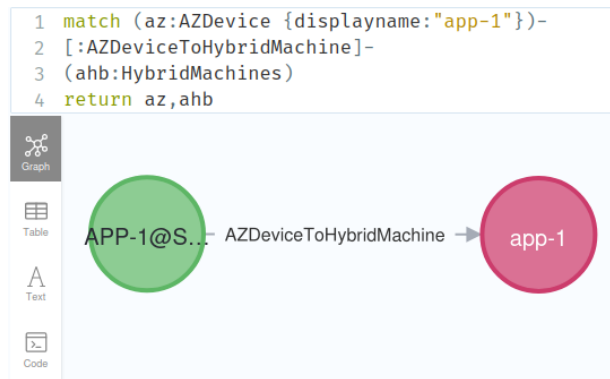 1 match (az:AZDevice {displayname:"app-1"})-
2 [:AZDeviceToHybridMachine]-
3 (ahb:HybridMachines)
4 return az,ahb
Graph
Table
A
Text
Code
APP-1@S...
AZDeviceToHybridMachine
app-1